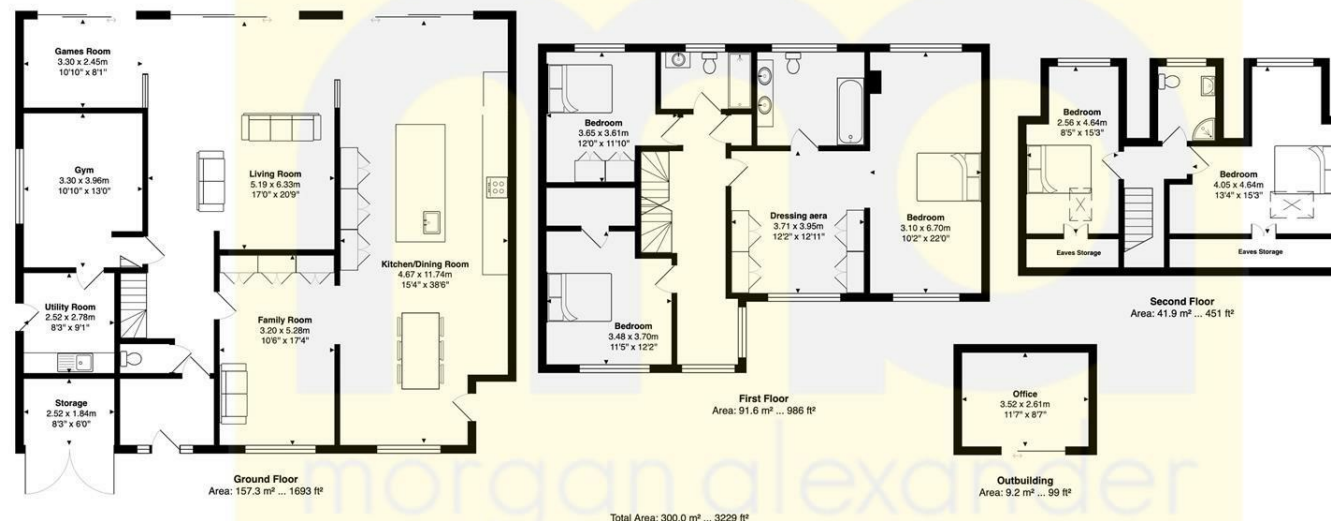 Games Room
3.30 x 2.45m
10'10" x 8'1"
Gym
3.30 x 3.96m
10'10" x 13'0"
Living Room
5.19 x 6.33m
17'0" x 20'9"
Kitchen/Dining Room
4.67 x 11.74m
15'4" x 38'6"
Utility Room
2.52 x 2.78m
8'3" x 9'1"
Family Room
3.20 x 5.28m
10'6" x 17'4"
Storage
2.52 x 1.84m
8'3" x 6'0"
Ground Floor
Area: 157.3 m² ... 1693 ft²
Bedroom
3.65 x 3.61m
12'0" x 11'10"
Dressing aera
3.71 x 3.95m
12'2" x 12'11"
Bedroom
3.10 x 6.70m
10'2" x 22'0"
Bedroom
3.48 x 3.70m
11'5" x 12'2"
First Floor
Area: 91.6 m² ... 986 ft²
Bedroom
2.56 x 4.64m
8'5" x 15'3"
Bedroom
4.05 x 4.64m
13'4" x 15'3"
Eaves Storage
Eaves Storage
Second Floor
Area: 41.9 m² ... 451 ft²
Office
3.52 x 2.61m
11'7" x 8'7"
Outbuilding
Area: 9.2 m² ... 99 ft²
ma
morgan alexander
Total Area: 300.0 m² ... 3229 ft²